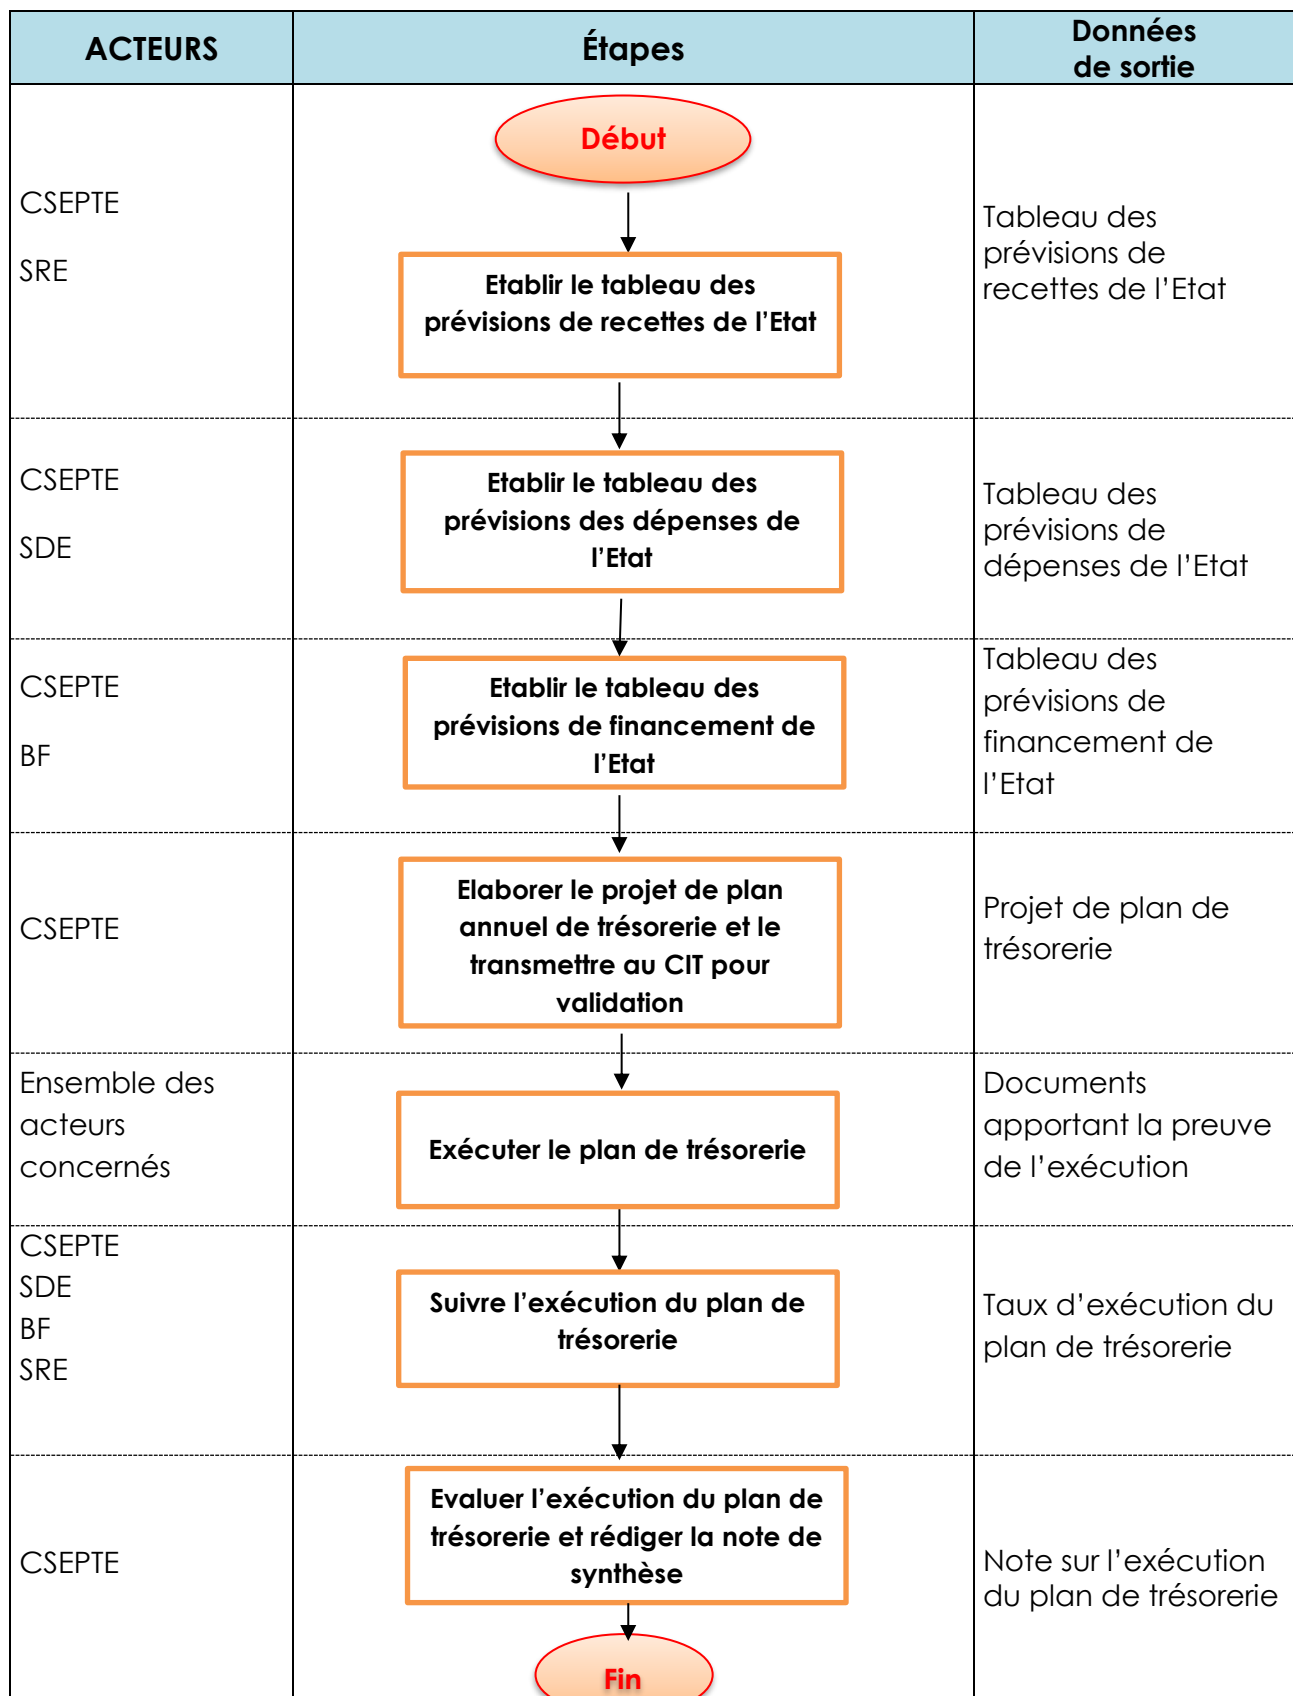 ACTEURS
Étapes
Données
de sortie
Début
CSEPTE
SRE
Etablir le tableau des
prévisions de recettes de l’Etat
Tableau des
prévisions de
recettes de l’Etat
CSEPTE
SDE
Etablir le tableau des
prévisions des dépenses de
l’Etat
Tableau des
prévisions de
dépenses de l’Etat
CSEPTE
BF
Etablir le tableau des
prévisions de financement de
l’Etat
Tableau des
prévisions de
financement de
l’Etat
CSEPTE
Elaborer le projet de plan
annuel de trésorerie et le
transmettre au CIT pour
validation
Projet de plan de
trésorerie
Ensemble des
acteurs
concernés
Exécuter le plan de trésorerie
Documents
apportant la preuve
de l’exécution
CSEPTE
SDE
BF
SRE
Suivre l’exécution du plan de
trésorerie
Taux d’exécution du
plan de trésorerie
CSEPTE
Evaluer l’exécution du plan de
trésorerie et rédiger la note de
synthèse
Note sur l’exécution
du plan de trésorerie
Fin